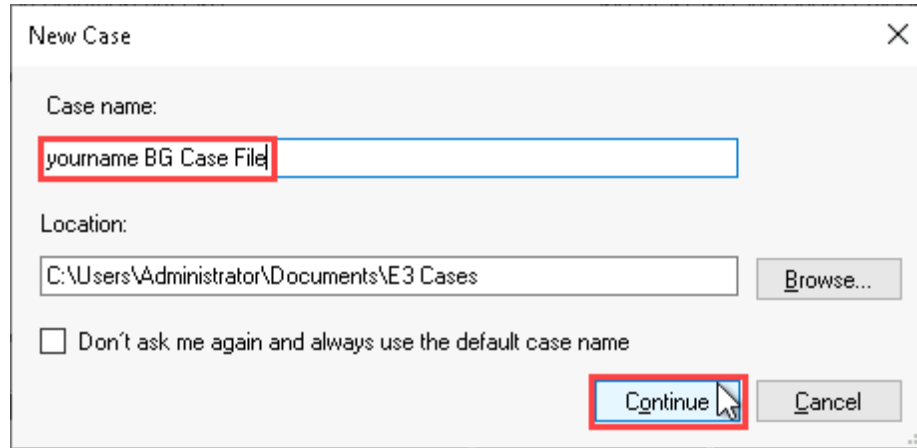 New Case
Case name:
yourname BG Case File
Location:
C:\Users\Administrator\Documents\E3 Cases
Browse...
Don´t ask me again and always use the default case name
Continue Cancel